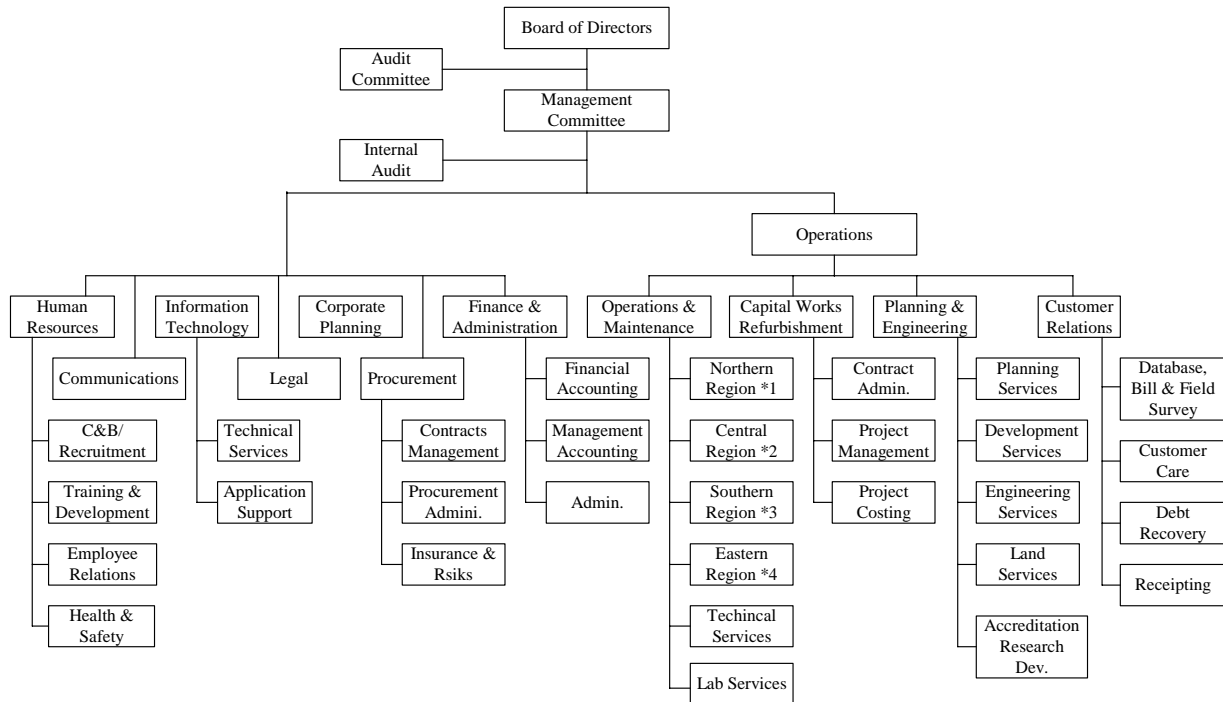 Board of Directors
Audit
Committee
Management
Committee
Internal
Audit
Operations
Human
Resources
Information
Technology
Corporate
Planning
Finance &
Administration
Operations &
Maintenance
Capital Works
Refurbishment
Planning &
Engineering
Customer
Relations
Communications
Legal
Procurement
Financial
Accounting
Northern
Region *1
Contract
Admin.
Planning
Services
Database,
Bill & Field
Survey
C&B/
Recruitment
Technical
Services
Contracts
Management
Management
Accounting
Central
Region *2
Project
Management
Development
Services
Customer
Care
Training &
Development
Application
Support
Procurement
Admini.
Admin.
Southern
Region *3
Project
Costing
Engineering
Services
Debt
Recovery
Employee
Relations
Insurance &
Rsiks
Eastern
Region *4
Land
Services
Receipting
Health &
Safety
Techincal
Services
Accreditation
Research
Dev.
Lab Services